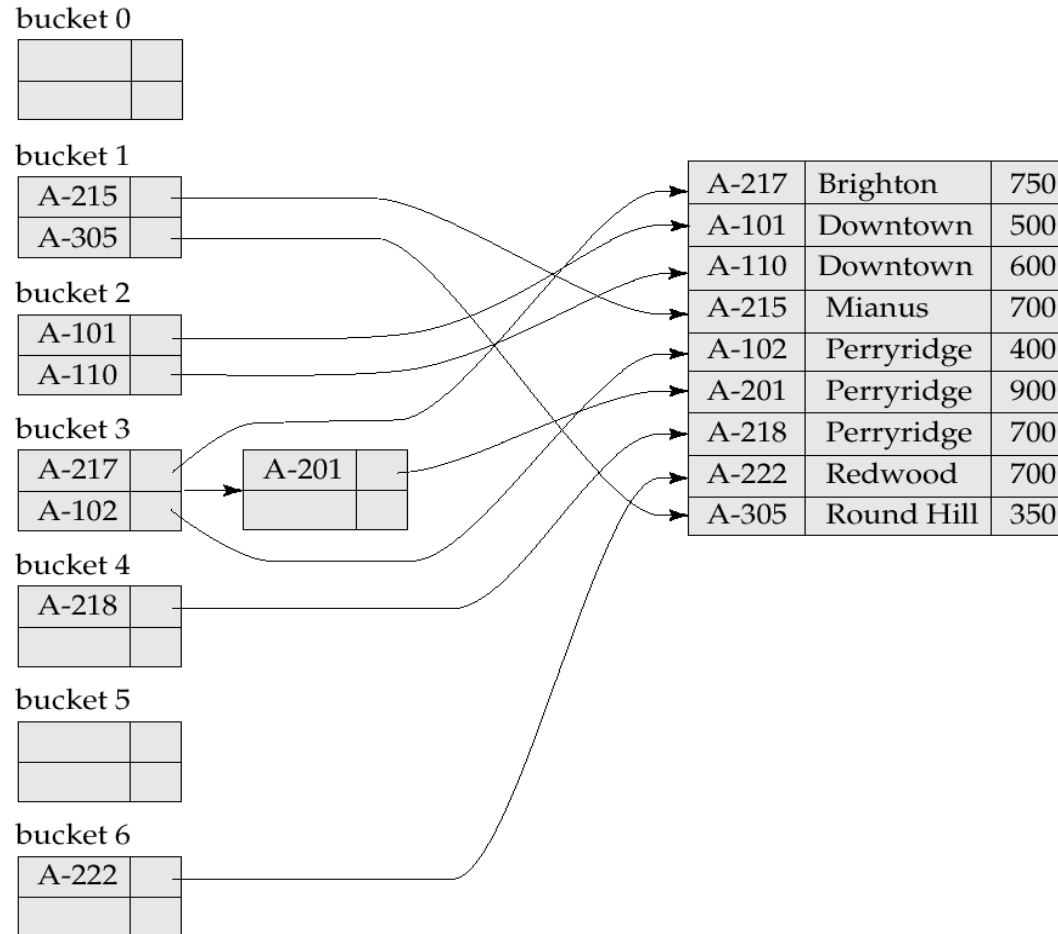 bucket 0
bucket 1
A-215
A-305
bucket 2
A-101
A-110
bucket 3
A-217
A-102
A-201
bucket 4
A-218
bucket 5
bucket 6
A-222
A-217 Brighton 750
A-101 Downtown 500
A-110 Downtown 600
A-215 Mianus 700
A-102 Perryridge 400
A-201 Perryridge 900
A-218 Perryridge 700
A-222 Redwood 700
A-305 Round Hill 350